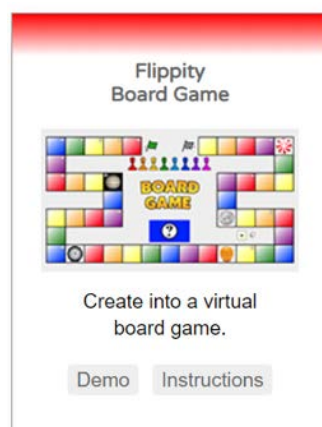 Flippity
Board Game
BOARD
GAME
?
Create into a virtual
board game.
Demo Instructions